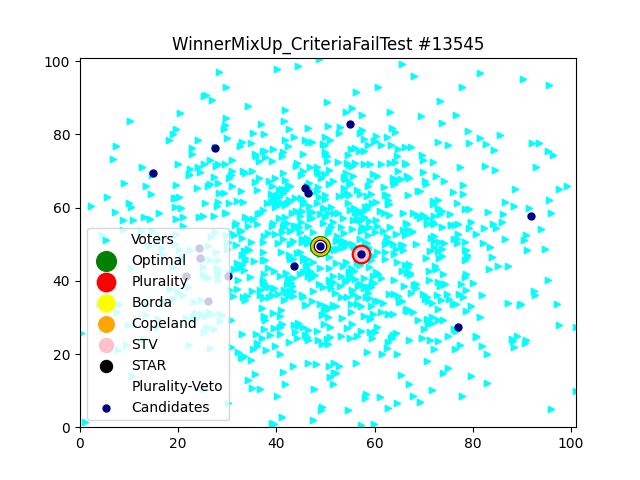 WinnerMixUp_CriteriaFailTest #13545
100
80
60
40
20
0
0
20
40
60
80
100
Voters
Optimal
Plurality
Borda
Copeland
STV
STAR
Plurality-Veto
Candidates